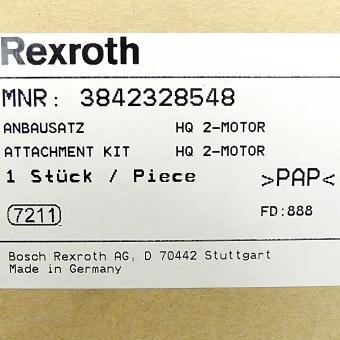 Rexroth
MNR: 3842328548
ANBAUSATZ HQ 2-MOTOR
ATTACHMENT KIT HQ 2-MOTOR
1 Stück / Piece >PAP<
7211 FD:888
Bosch Rexroth AG, D 70442 Stuttgart
Made in Germany